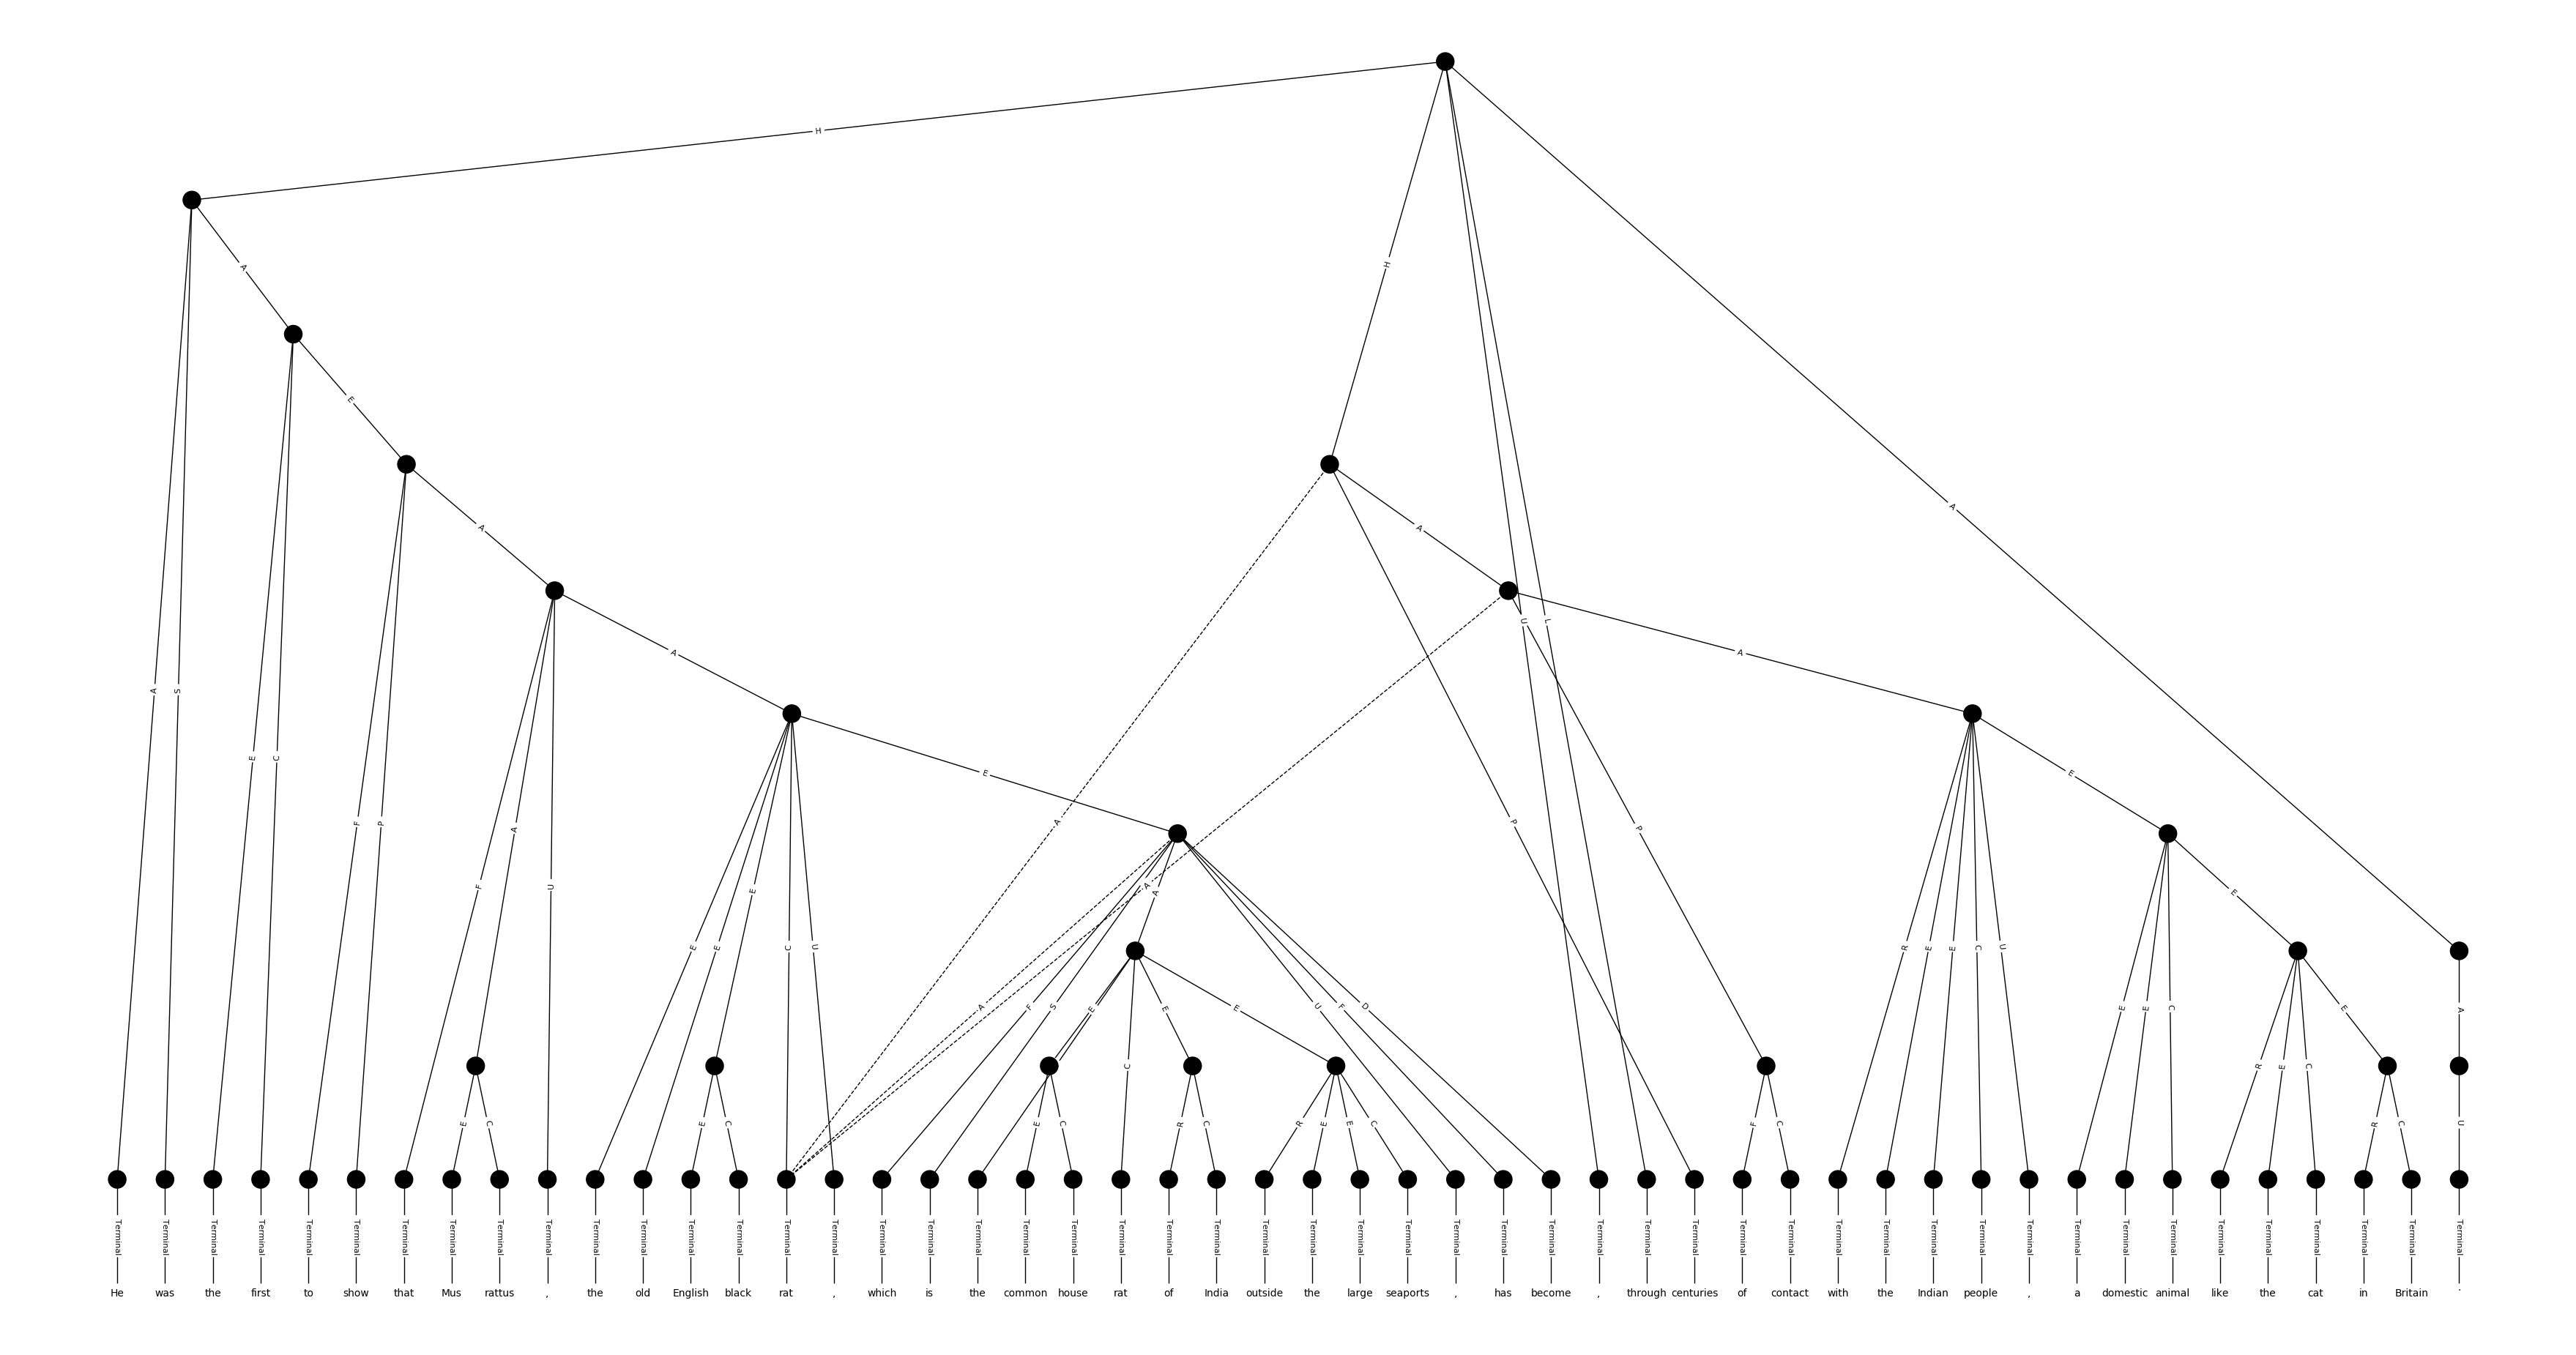 H
A
H
E
A
A
A
A
A
U
L
A
A
S
E
C
E
E
F
P
A
F
A
U
A
A
P
P
E
E
E
E
C
U
R
E
E
C
U
F
S
E
E
E
U
F
D
E
E
C
A
C
R
E
C
E
E
C
E
C
E
C
R
C
R
E
E
C
F
C
R
C
U
Terminal Terminal Terminal Terminal Terminal Terminal Terminal Terminal Terminal Terminal Terminal Terminal Terminal Terminal Terminal Terminal Terminal Terminal Terminal Terminal Terminal Terminal Terminal Terminal Terminal Terminal Terminal Terminal Terminal Terminal Terminal Terminal Terminal Terminal Terminal Terminal Terminal Terminal Terminal Terminal Terminal Terminal Terminal Terminal Terminal Terminal Terminal Terminal Terminal Terminal
He was the first to show that Mus rattus , the old English black rat , which is the common house rat of India outside the large seaports , has become , through centuries of contact with the Indian people , a domestic animal like the cat in Britain .